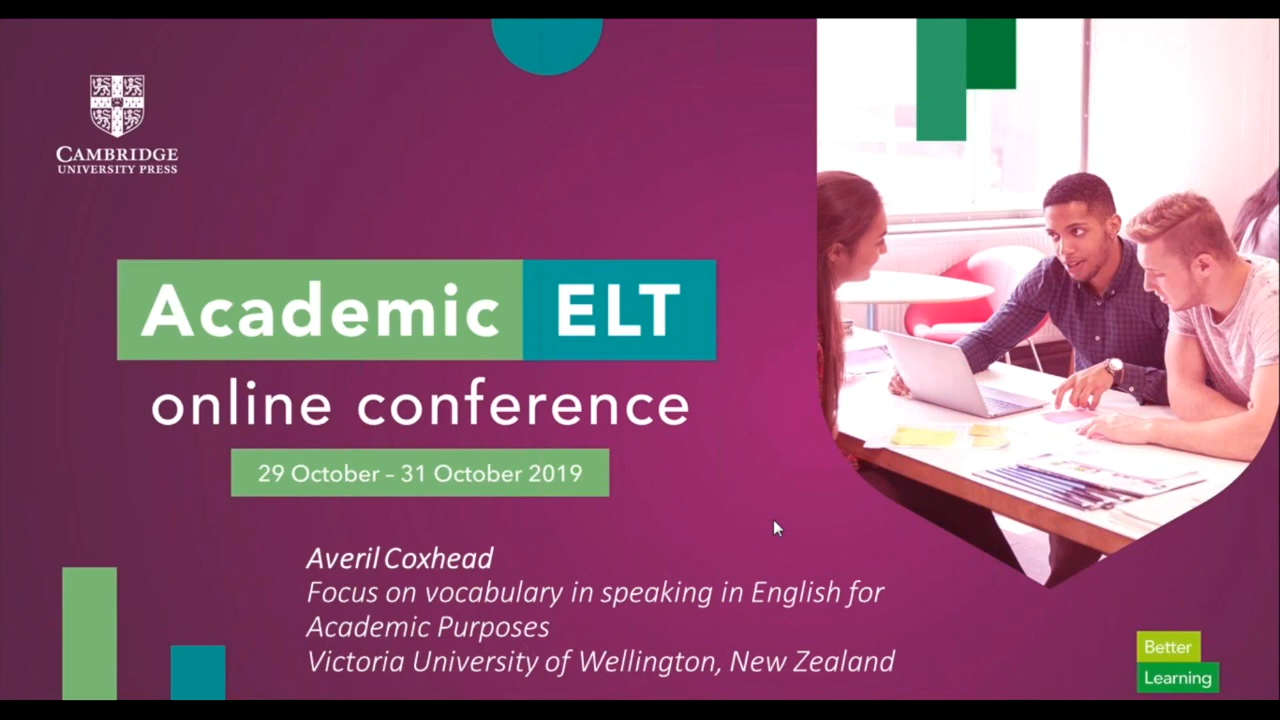 CAMBRIDGE
UNIVERSITY PRESS
Academic ELT
online conference
29 October – 31 October 2019
Averil Coxhead
Focus on vocabulary in speaking in English for
Academic Purposes
Victoria University of Wellington, New Zealand
Better
Learning